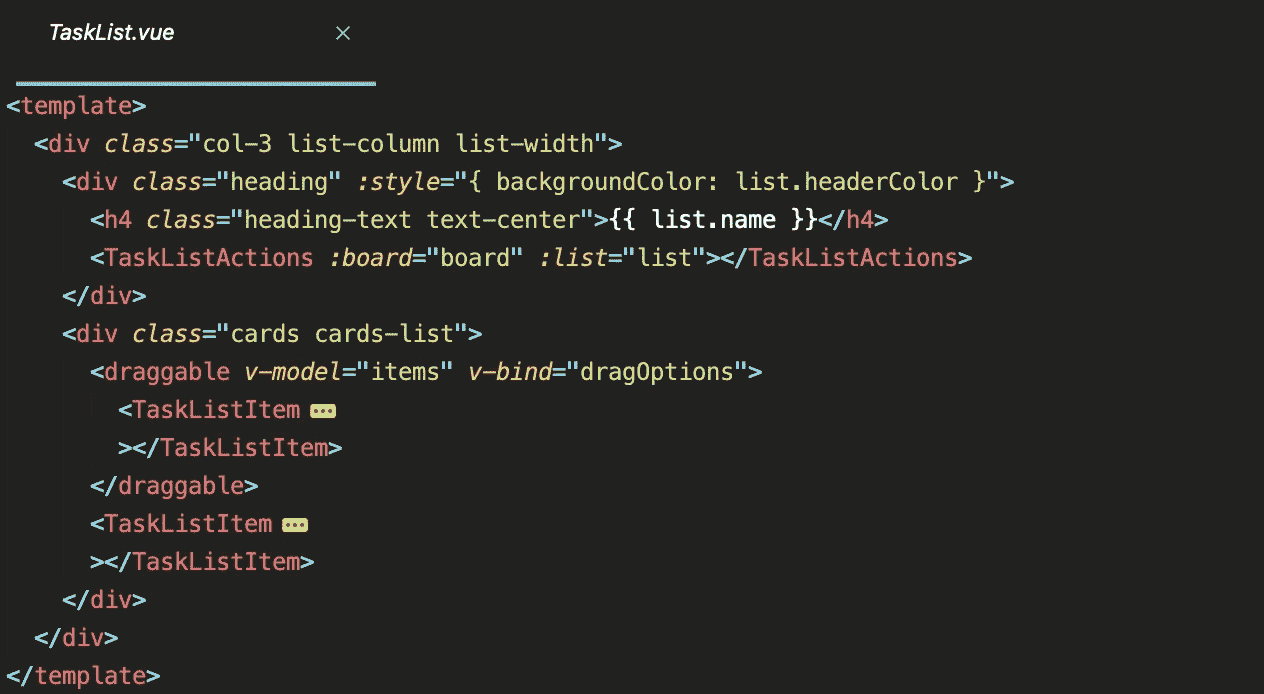 TaskList.vue
<template>
<div class="col-3 list-column list-width">
<div class="heading" :style="{ backgroundColor: list.headerColor }">
<h4 class="heading-text text-center">{{ list.name }}</h4>
<TaskListActions :board="board" :list="list"></TaskListActions>
</div>
<div class="cards cards-list">
<draggable v-model="items" v-bind="dragOptions">
<TaskListItem
></TaskListItem>
</draggable>
<TaskListItem
></TaskListItem>
</div>
</div>
</template>